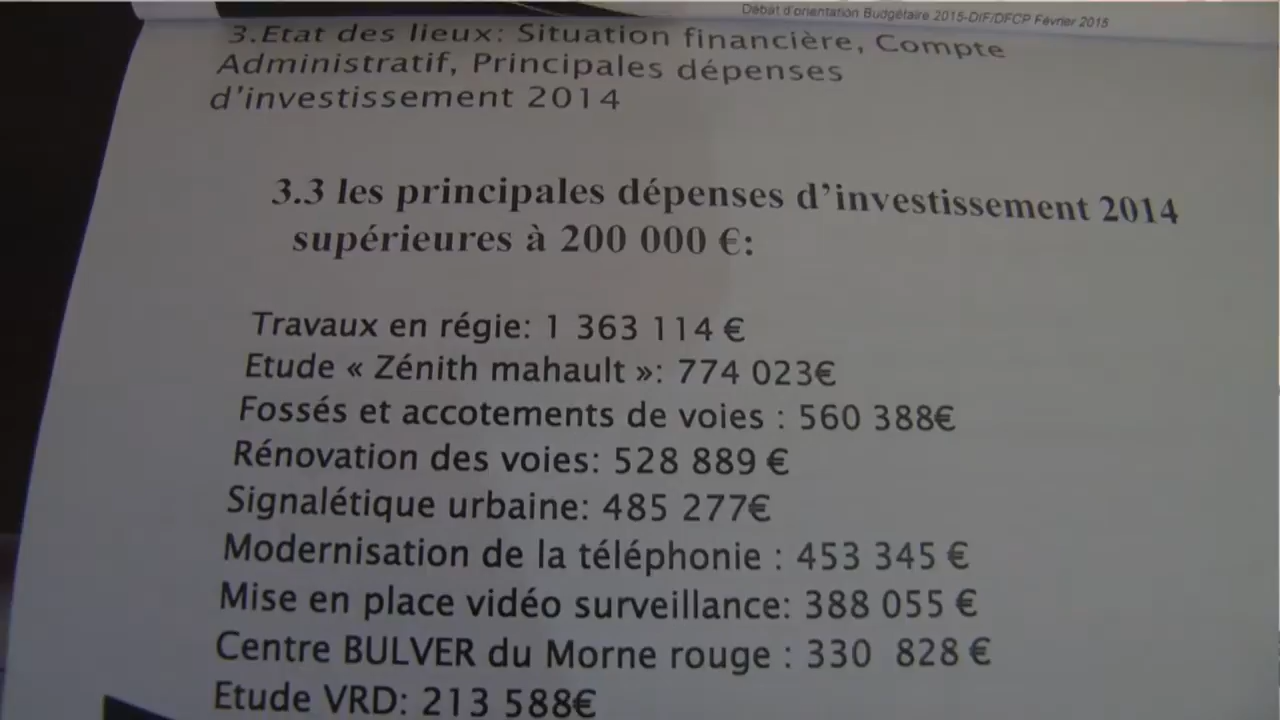 Débat d'orientation Budgétaire 2015-DIF/DFCP Février 2015
3.Etat des lieux: Situation financière, Compte
Administratif, Principales dépenses
d'investissement 2014
3.3 les principales dépenses d'investissement 2014
supérieures à 200 000 €:
Travaux en régie: 1 363 114 €
Etude « Zénith mahault »: 774 023€
Fossés et accotements de voies : 560 388€
Rénovation des voies: 528 889 €
Signalétique urbaine: 485 277€
Modernisation de la téléphonie : 453 345 €
Mise en place vidéo surveillance: 388 055 €
Centre BULVER du Morne rouge : 330 828 €
Etude VRD: 213 588€